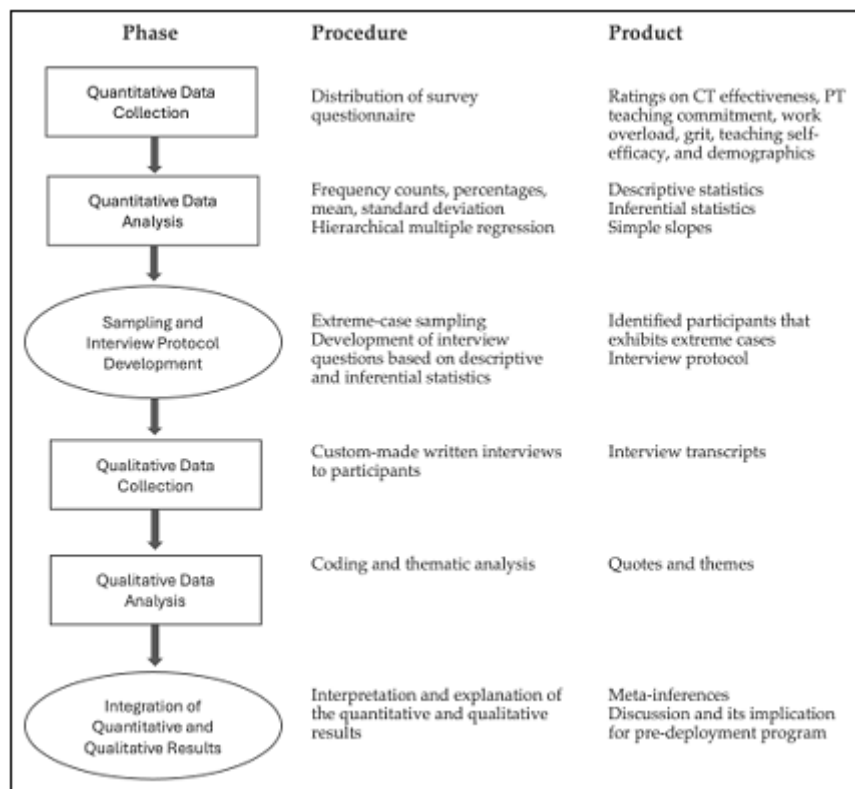 Phase Procedure Product
Quantitative Data
Collection
Distribution of survey
questionnaire
Ratings on CT effectiveness, PT
teaching commitment, work
overload, grit, teaching self-
efficacy, and demographics
Quantitative Data
Analysis
Frequency counts, percentages,
mean, standard deviation
Hierarchical multiple regression
Descriptive statistics
Inferential statistics
Simple slopes
Sampling and
Interview Protocol
Development
Extreme-case sampling
Development of interview
questions based on descriptive
and inferential statistics
Identified participants that
exhibits extreme cases
Interview protocol
Qualitative Data
Collection
Custom-made written interviews
to participants
Interview transcripts
Qualitative Data
Analysis
Coding and thematic analysis
Quotes and themes
Integration of
Quantitative and
Qualitative Results
Interpretation and explanation of
the quantitative and qualitative
results
Meta-inferences
Discussion and its implication
for pre-deployment program